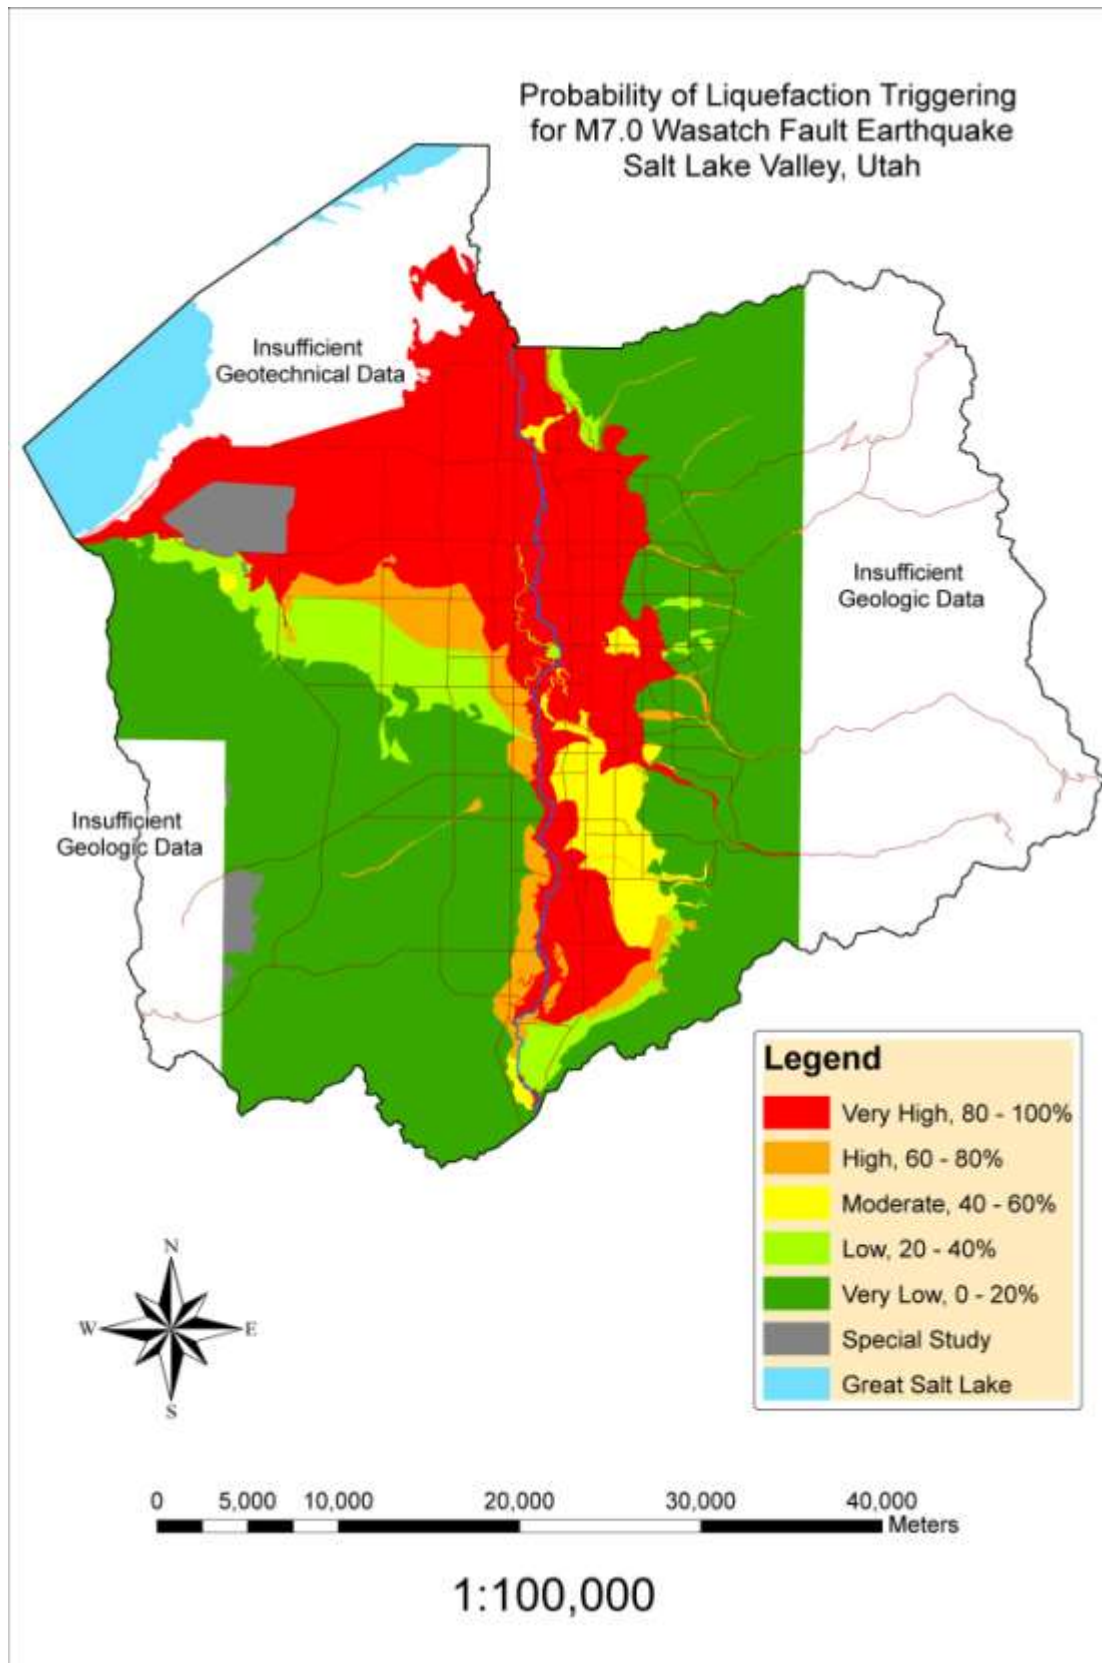 Probability of Liquefaction Triggering
for M7.0 Wasatch Fault Earthquake
Salt Lake Valley, Utah
Insufficient
Geotechnical Data
Insufficient
Geologic Data
Insufficient
Geologic Data
Legend
Very High, 80 - 100%
High, 60 - 80%
Moderate, 40 - 60%
Low, 20 - 40%
Very Low, 0 - 20%
Special Study
Great Salt Lake
N
W E
S
0 5,000 10,000 20,000 30,000 40,000
Meters
1:100,000